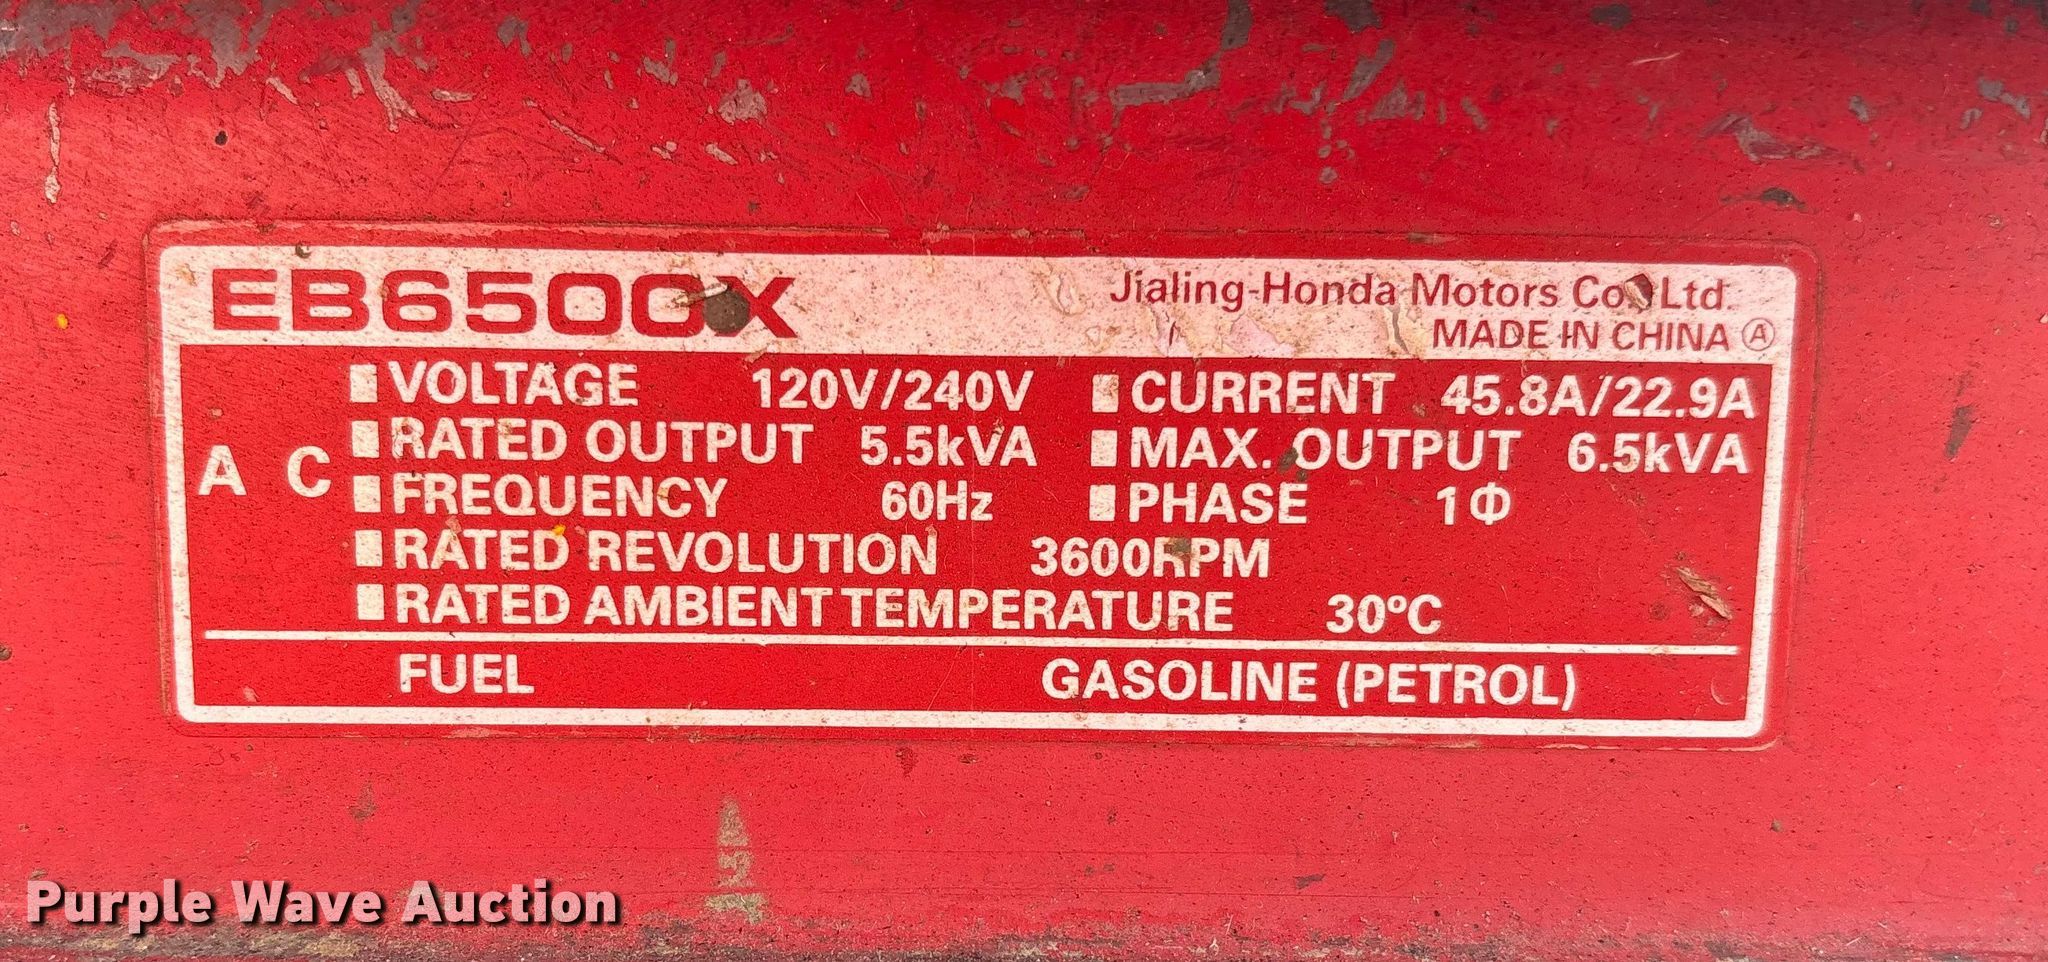 EB6500X
Jialing-Honda Motors Co., Ltd.
MADE IN CHINA Ⓐ
A C
VOLTAGE 120V/240V CURRENT 45.8A/22.9A
RATED OUTPUT 5.5kVA MAX. OUTPUT 6.5kVA
FREQUENCY 60Hz PHASE 1Φ
RATED REVOLUTION 3600RPM
RATED AMBIENT TEMPERATURE 30ºC
FUEL GASOLINE (PETROL)
Purple Wave Auction